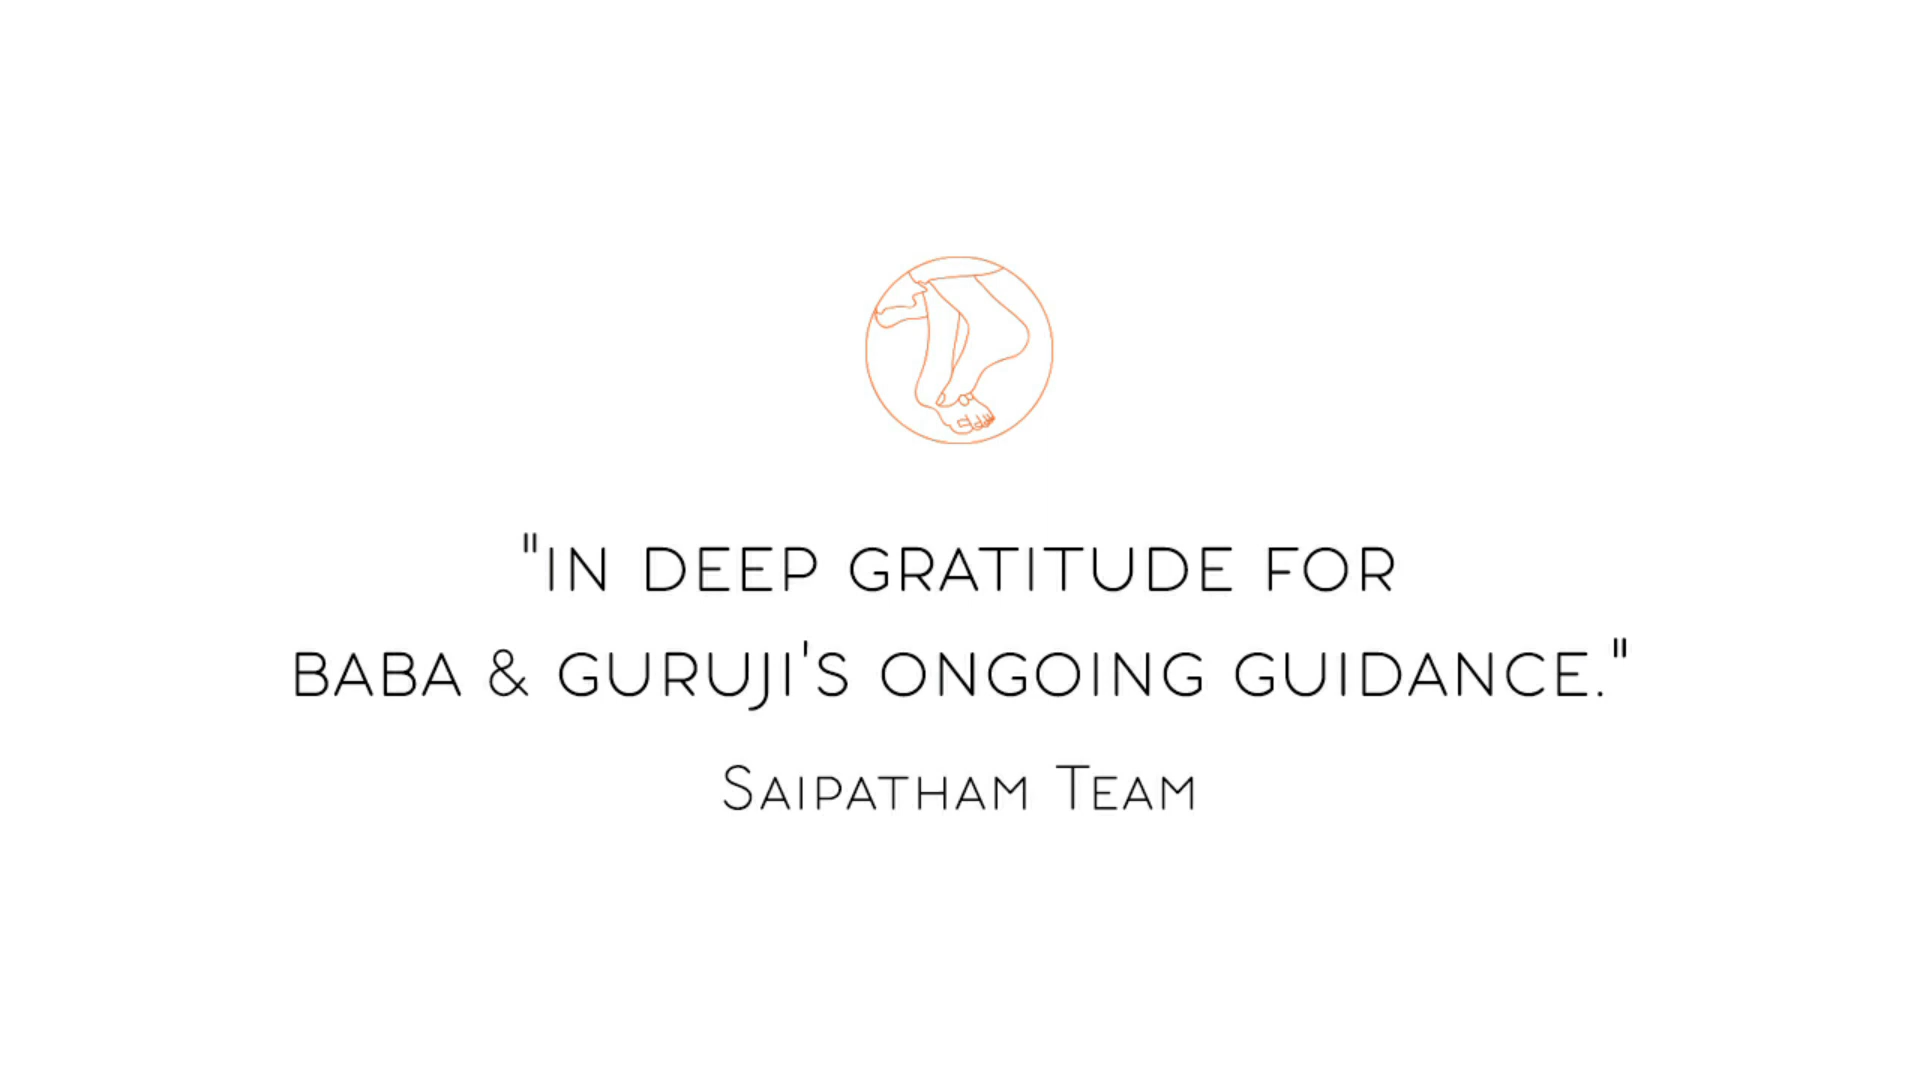 "IN DEEP GRATITUDE FOR
BABA & GURUJI'S ONGOING GUIDANCE."
SAIPATHAM TEAM